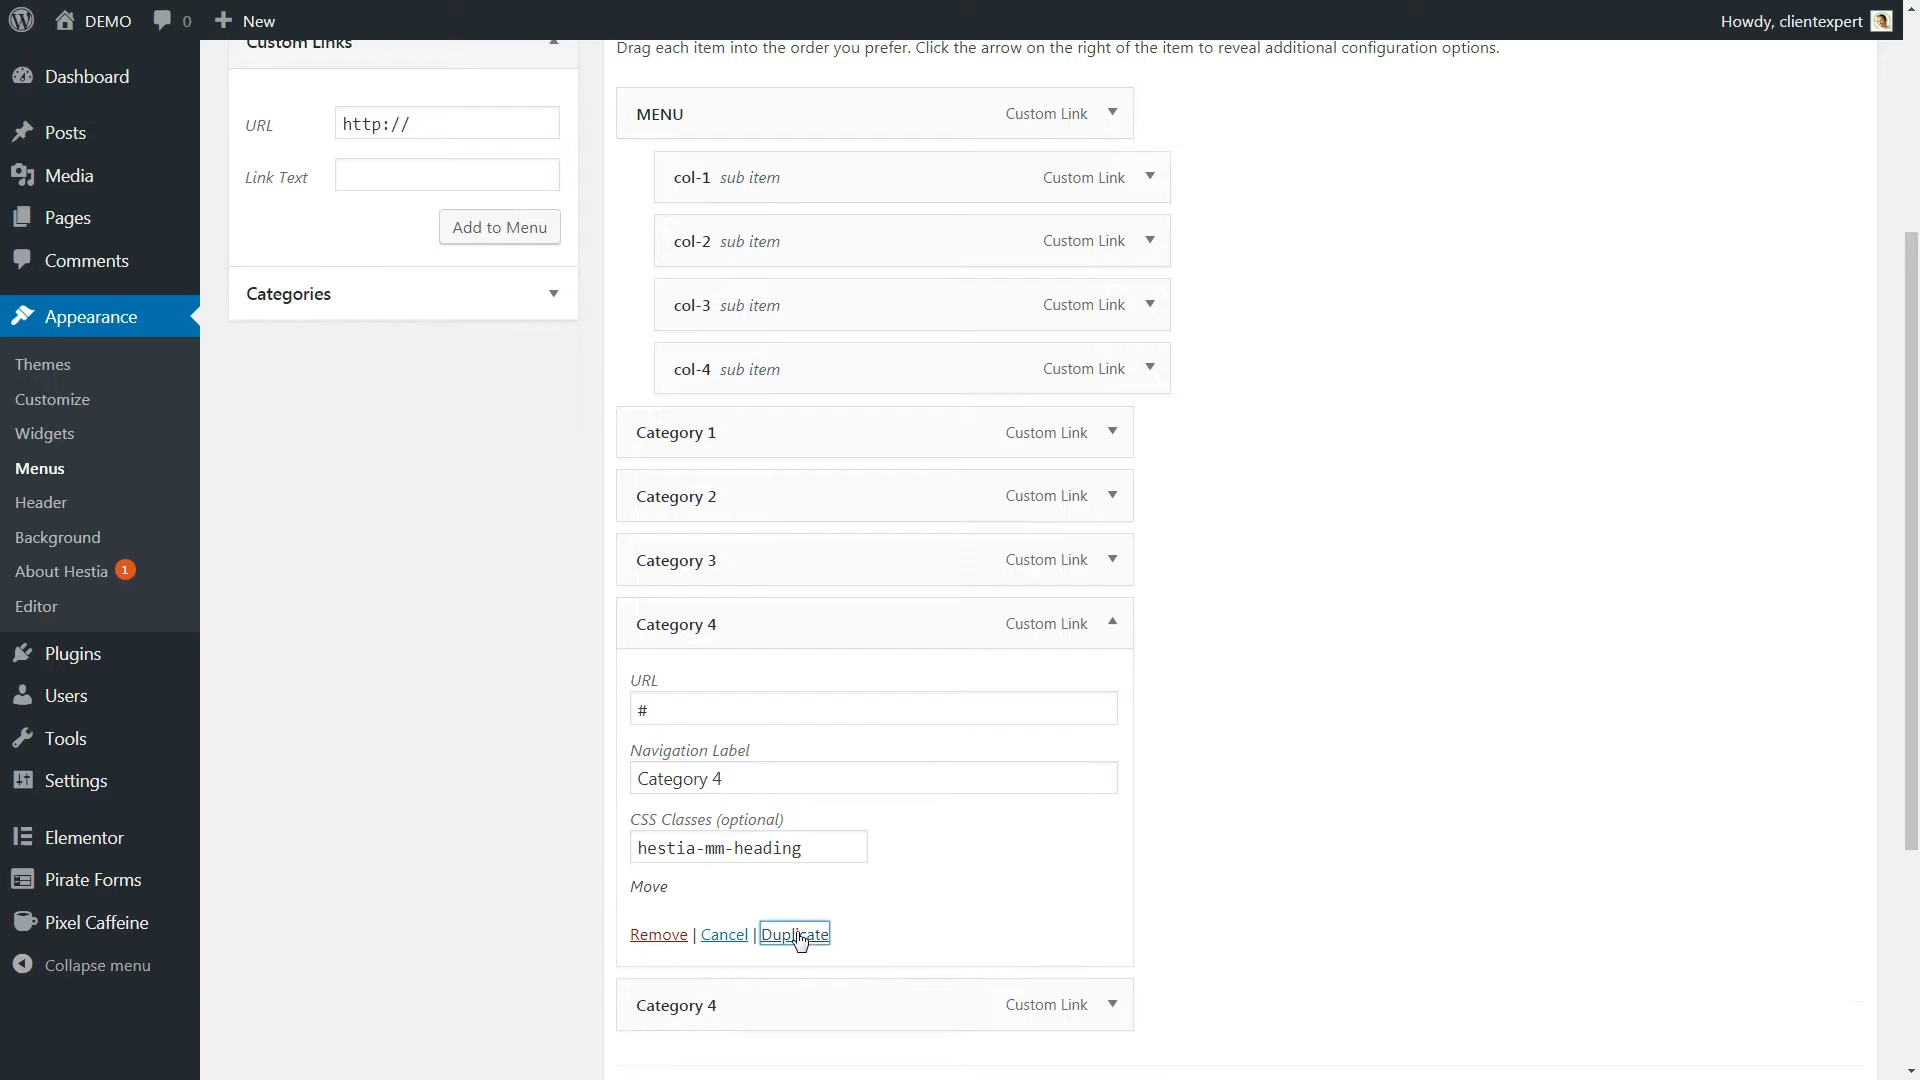 DEMO
0
New
Howdy, clientexpert
Dashboard
Posts
Media
Pages
Comments
Appearance
Themes
Customize
Widgets
Menus
Header
Background
About Hestia 1
Editor
Plugins
Users
Tools
Settings
Elementor
Pirate Forms
Pixel Caffeine
Collapse menu
Custom Links
URL
http://
Link Text
Add to Menu
Categories
Drag each item into the order you prefer. Click the arrow on the right of the item to reveal additional configuration options.
MENU Custom Link
col-1 sub item Custom Link
col-2 sub item Custom Link
col-3 sub item Custom Link
col-4 sub item Custom Link
Category 1 Custom Link
Category 2 Custom Link
Category 3 Custom Link
Category 4 Custom Link
URL
#
Navigation Label
Category 4
CSS Classes (optional)
hestia-mm-heading
Move
Remove | Cancel | Duplicate
Category 4 Custom Link